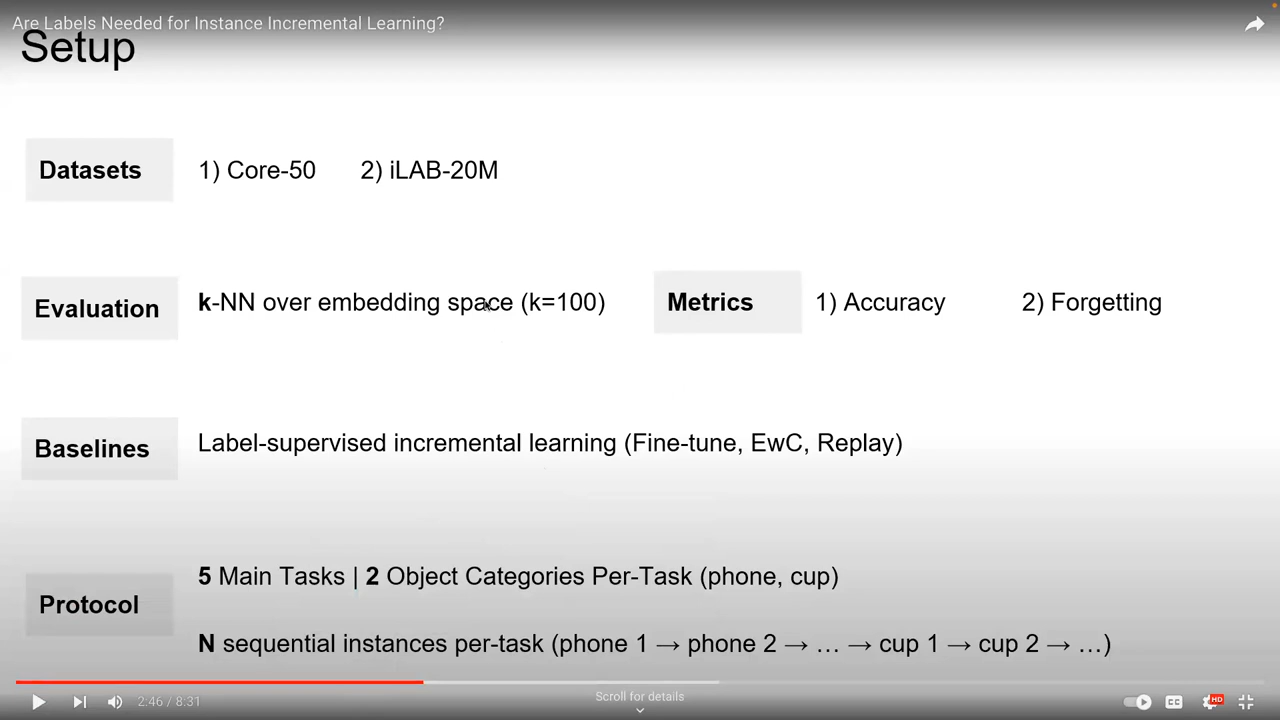 Are Labels Needed for Instance Incremental Learning?
Setup
Datasets 1) Core-50 2) iLAB-20M
Evaluation k-NN over embedding space (k=100) Metrics 1) Accuracy 2) Forgetting
Baselines Label-supervised incremental learning (Fine-tune, EwC, Replay)
5 Main Tasks | 2 Object Categories Per-Task (phone, cup)
Protocol
N sequential instances per-task (phone 1 → phone 2 → … → cup 1 → cup 2 → …)
Scroll for details
2:46 / 8:31 CC HD